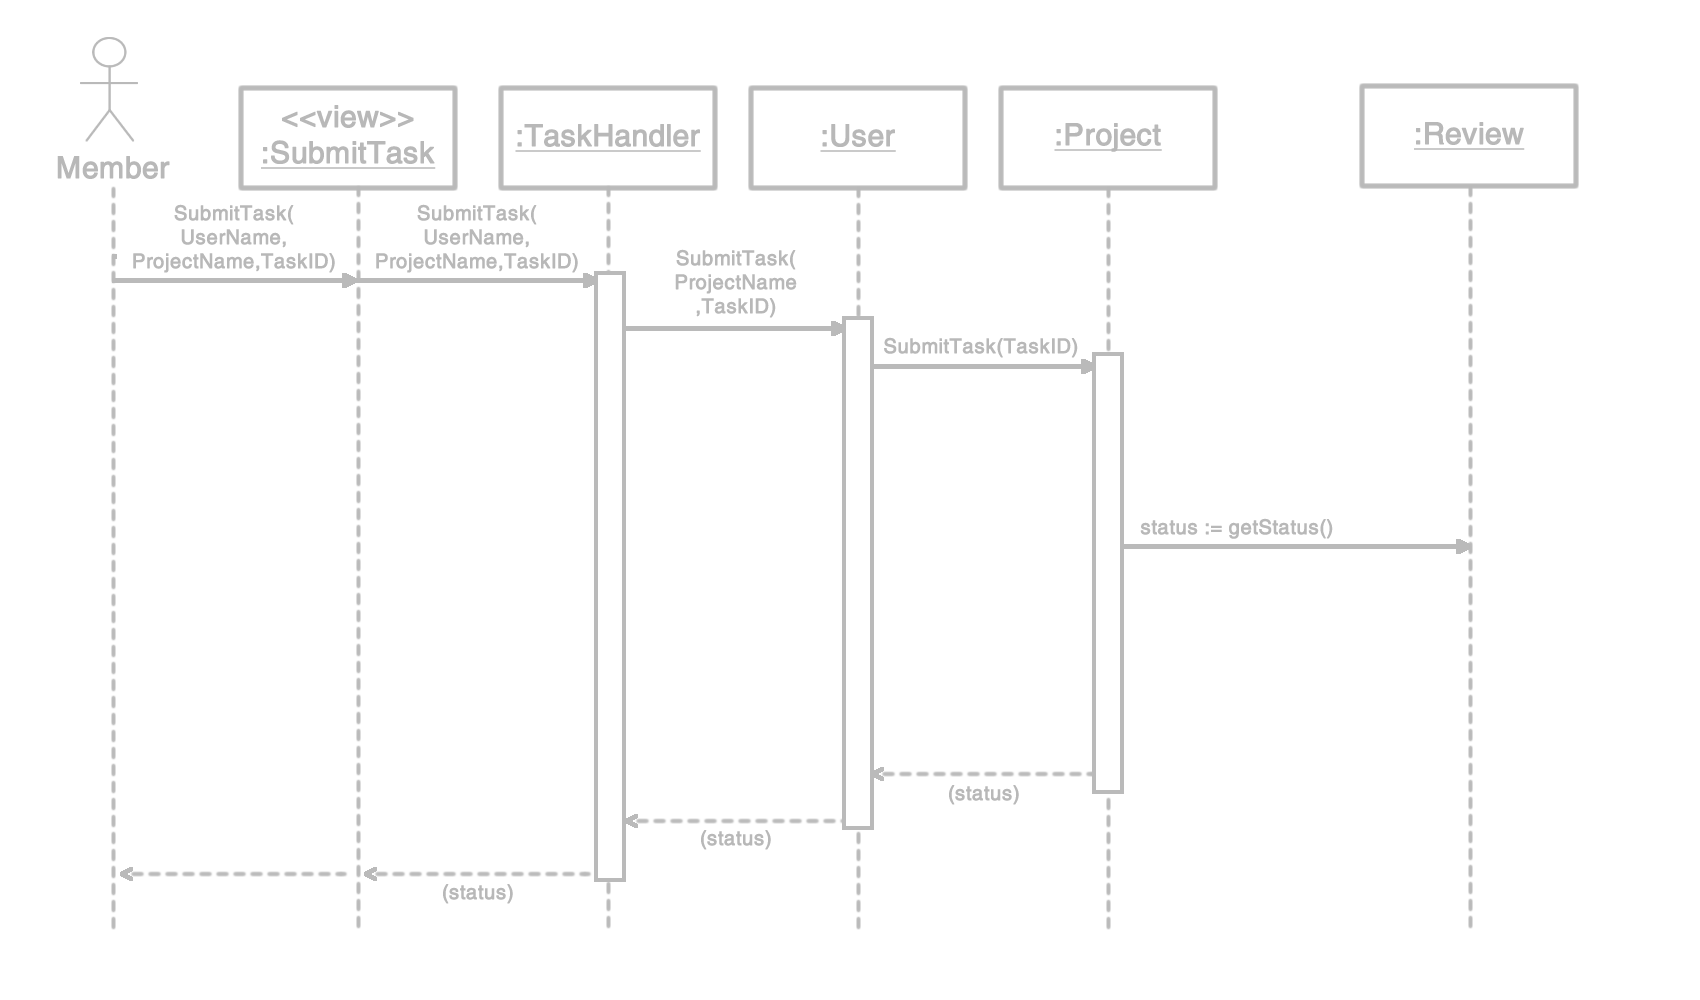 Member
<<view>>
:SubmitTask
:TaskHandler
:User
:Project
:Review
SubmitTask(
UserName,
ProjectName,TaskID)
SubmitTask(
UserName,
ProjectName,TaskID)
SubmitTask(
ProjectName
,TaskID)
SubmitTask(TaskID)
status := getStatus()
(status)
(status)
(status)